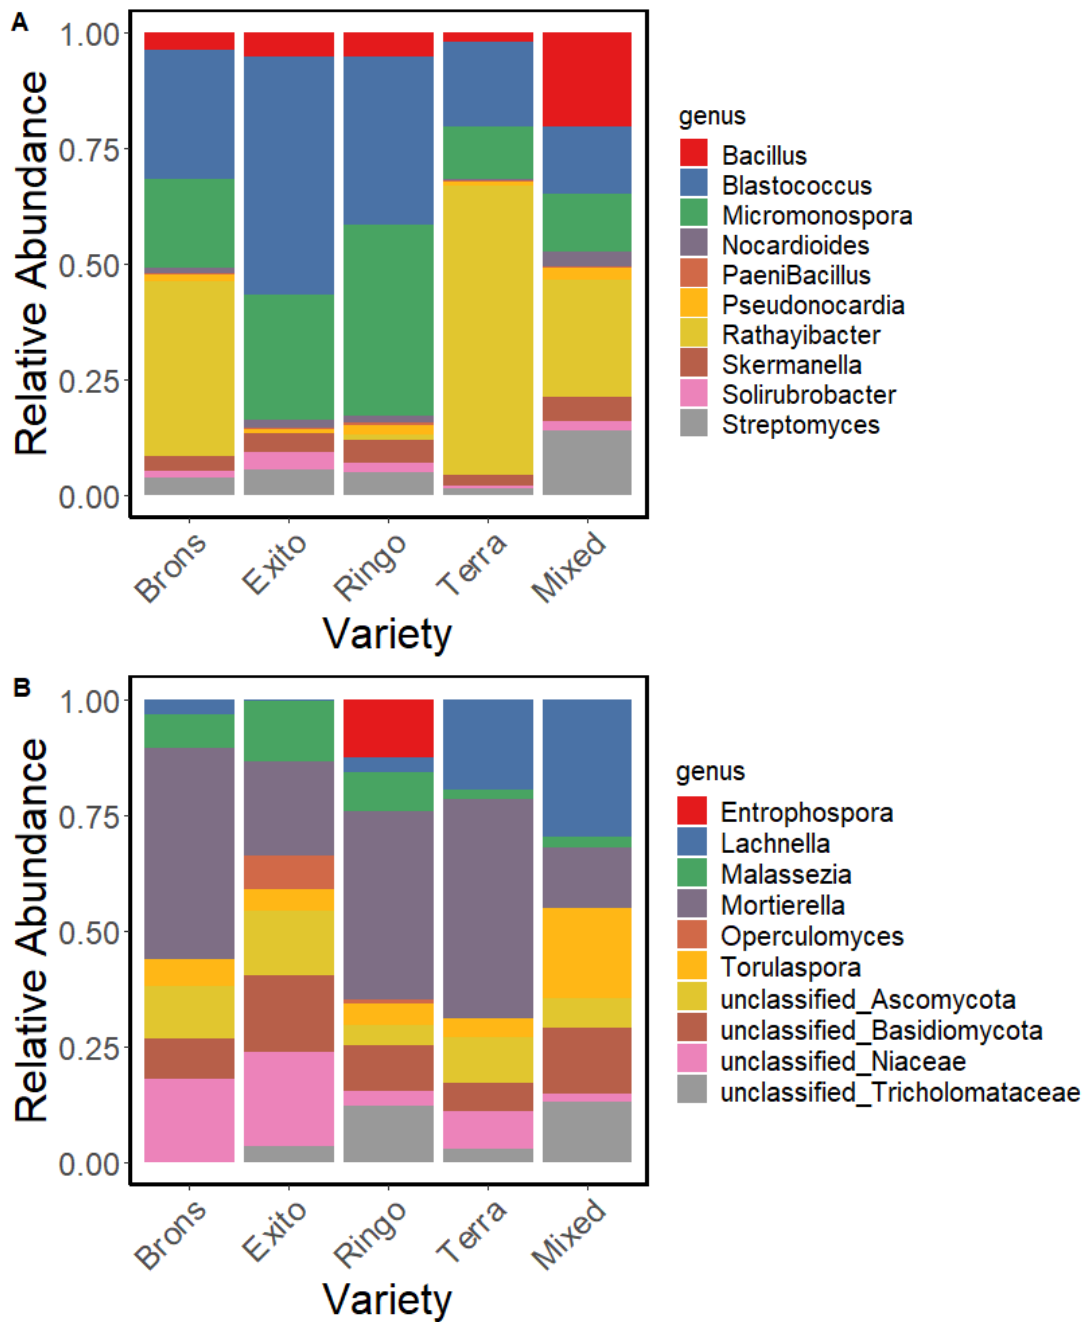 A
Relative Abundance
1.00
0.75
0.50
0.25
0.00
Brons
Exito
Ringo
Terra
Mixed
Variety
genus
Bacillus
Blastococcus
Micromonospora
Nocardioides
PaeniBacillus
Pseudonocardia
Rathayibacter
Skermanella
Solirubrobacter
Streptomyces
B
Relative Abundance
1.00
0.75
0.50
0.25
0.00
Brons
Exito
Ringo
Terra
Mixed
Variety
genus
Entrophospora
Lachnella
Malassezia
Mortierella
Operculomyces
Torulaspora
unclassified_Ascomycota
unclassified_Basidiomycota
unclassified_Niaceae
unclassified_Tricholomataceae